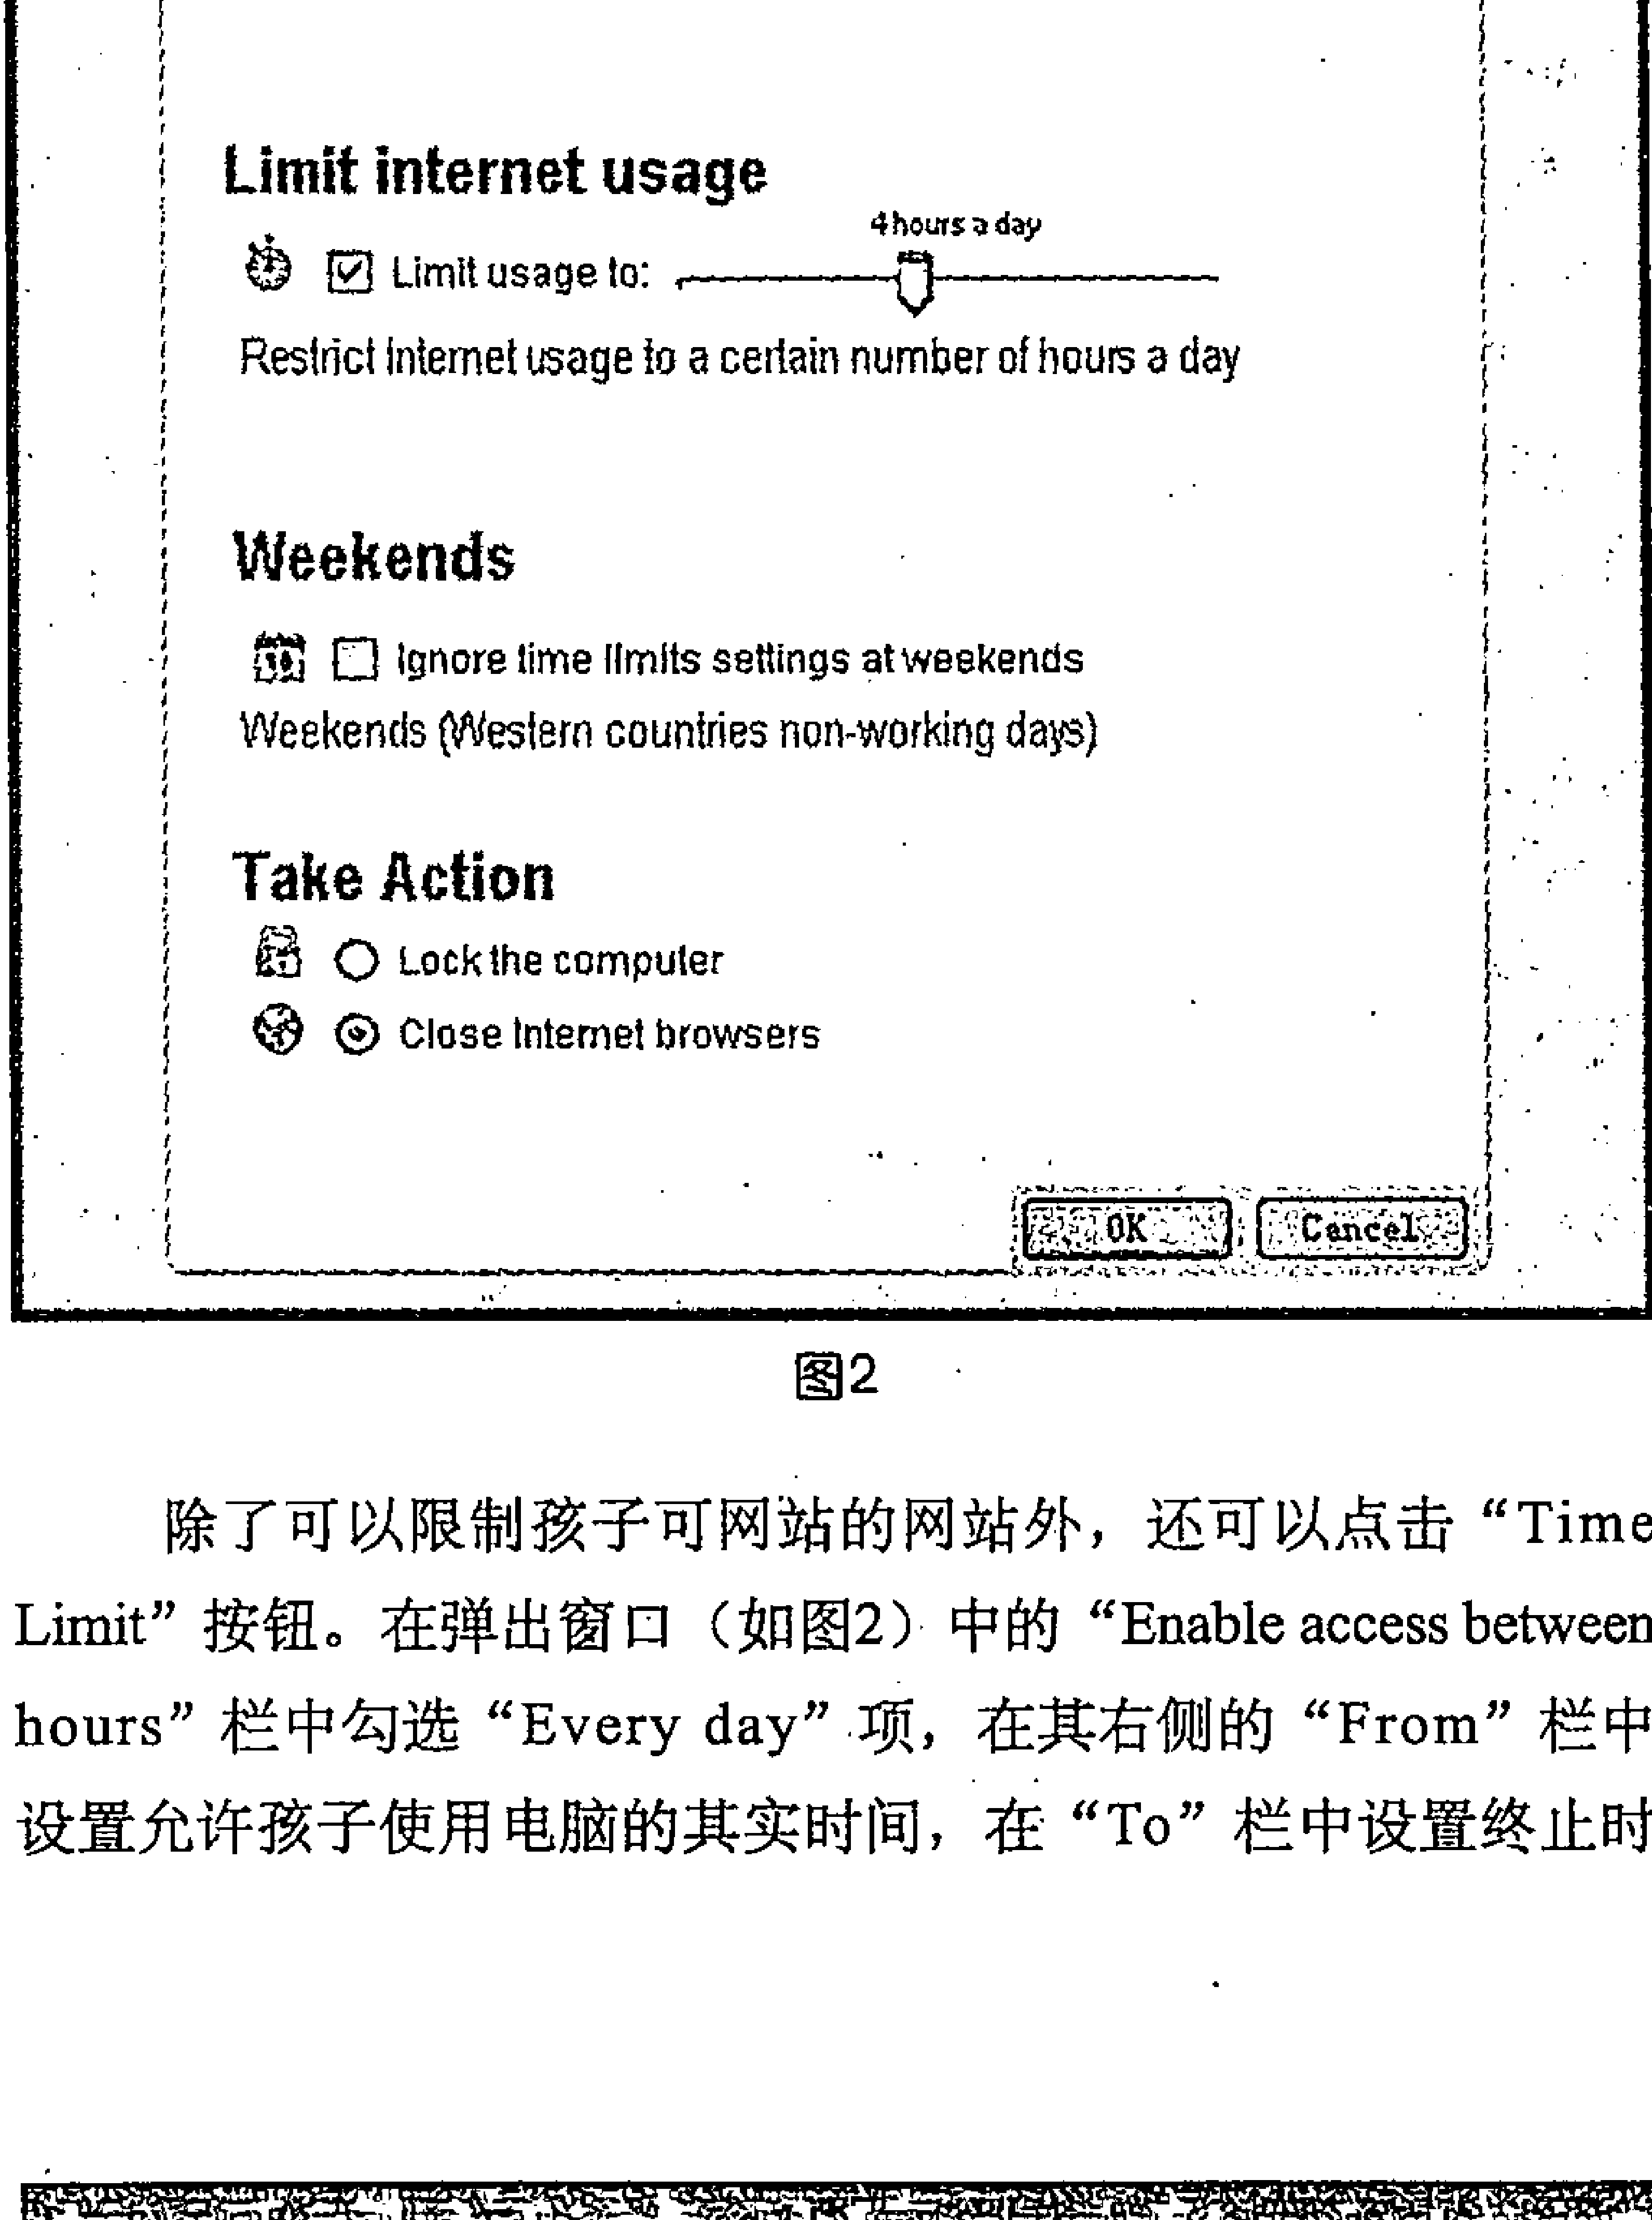 Limit internet usage
4 hours a day
Limit usage to:
Restrict Internet usage to a certain number of hours a day
Weekends
Ignore time limits settings at weekends
Weekends (Western countries non-working days)
Take Action
Lock the computer
Close Internet browsers
OK
Cancel
图2
除了可以限制孩子可网站的网站外，还可以点击“Time
Limit”按钮。在弹出窗口（如图2）中的“Enable access between
hours”栏中勾选“Every day”项，在其右侧的“From”栏中
设置允许孩子使用电脑的其实时间，在“To”栏中设置终止时